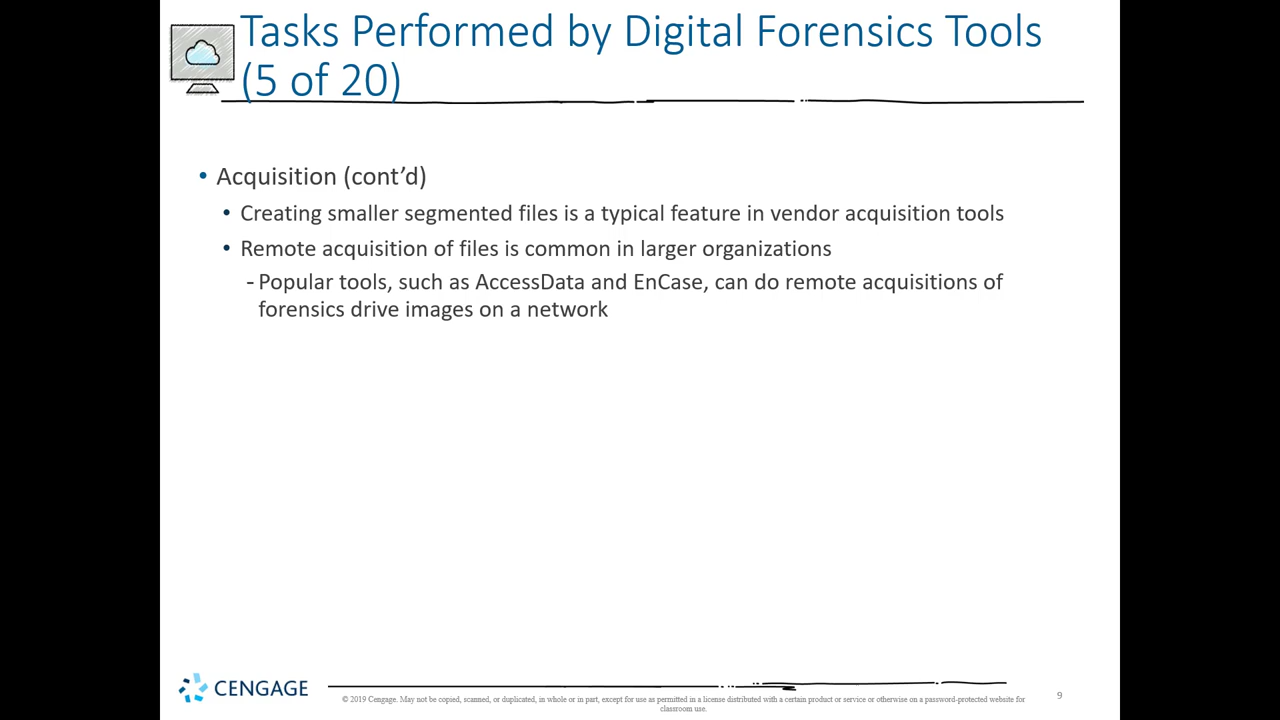 Tasks Performed by Digital Forensics Tools
(5 of 20)
• Acquisition (cont’d)
• Creating smaller segmented files is a typical feature in vendor acquisition tools
• Remote acquisition of files is common in larger organizations
- Popular tools, such as AccessData and EnCase, can do remote acquisitions of
forensics drive images on a network
CENGAGE
© 2019 Cengage. May not be copied, scanned, or duplicated, in whole or in part, except for use as permitted in a license distributed with a certain product or service or otherwise on a password-protected website for
classroom use.
9